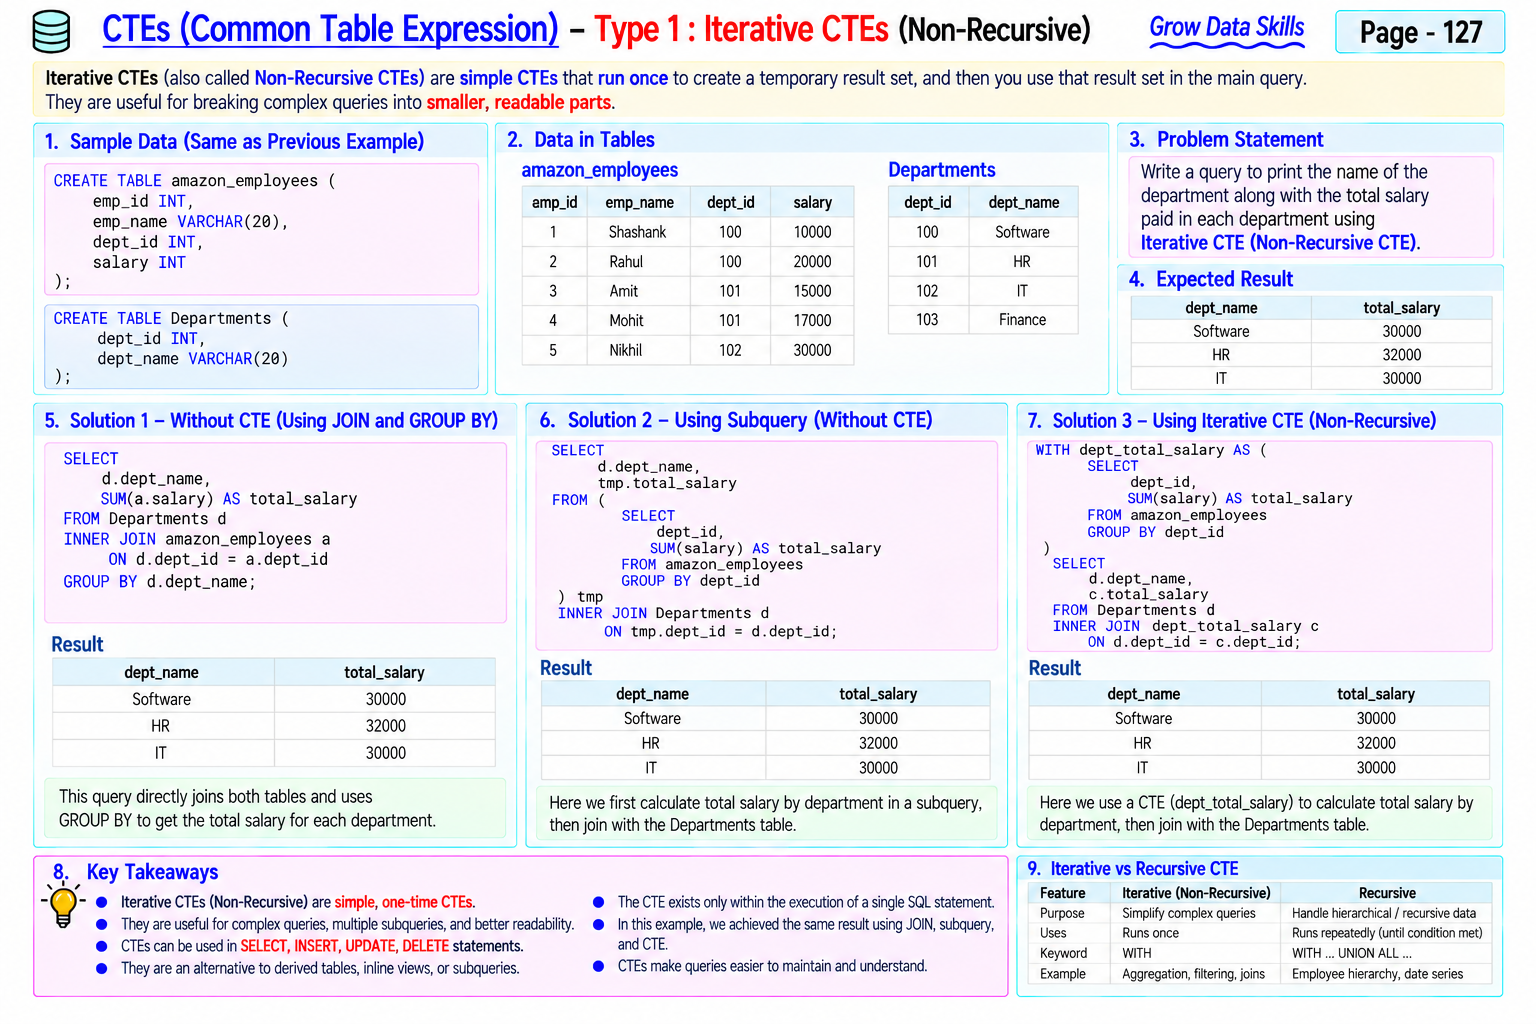 CTEs (Common Table Expression) – Type 1 : Iterative CTEs (Non-Recursive)
Grow Data Skills
Page - 127
Iterative CTEs (also called Non-Recursive CTEs) are simple CTEs that run once to create a temporary result set, and then you use that result set in the main query.
They are useful for breaking complex queries into smaller, readable parts.
1. Sample Data (Same as Previous Example)
CREATE TABLE amazon_employees (
emp_id INT,
emp_name VARCHAR(20),
dept_id INT,
salary INT
);
CREATE TABLE Departments (
dept_id INT,
dept_name VARCHAR(20)
);
2. Data in Tables
amazon_employees
emp_id emp_name dept_id salary
1 Shashank 100 10000
2 Rahul 100 20000
3 Amit 101 15000
4 Mohit 101 17000
5 Nikhil 102 30000
Departments
dept_id dept_name
100 Software
101 HR
102 IT
103 Finance
3. Problem Statement
Write a query to print the name of the
department along with the total salary
paid in each department using
Iterative CTE (Non-Recursive CTE).
4. Expected Result
dept_name total_salary
Software 30000
HR 32000
IT 30000
5. Solution 1 – Without CTE (Using JOIN and GROUP BY)
SELECT
d.dept_name,
SUM(a.salary) AS total_salary
FROM Departments d
INNER JOIN amazon_employees a
ON d.dept_id = a.dept_id
GROUP BY d.dept_name;
Result
dept_name total_salary
Software 30000
HR 32000
IT 30000
This query directly joins both tables and uses
GROUP BY to get the total salary for each department.
6. Solution 2 – Using Subquery (Without CTE)
SELECT
d.dept_name,
tmp.total_salary
FROM (
SELECT
dept_id,
SUM(salary) AS total_salary
FROM amazon_employees
GROUP BY dept_id
) tmp
INNER JOIN Departments d
ON tmp.dept_id = d.dept_id;
Result
dept_name total_salary
Software 30000
HR 32000
IT 30000
Here we first calculate total salary by department in a subquery,
then join with the Departments table.
7. Solution 3 – Using Iterative CTE (Non-Recursive)
WITH dept_total_salary AS (
SELECT
dept_id,
SUM(salary) AS total_salary
FROM amazon_employees
GROUP BY dept_id
)
SELECT
d.dept_name,
c.total_salary
FROM Departments d
INNER JOIN dept_total_salary c
ON d.dept_id = c.dept_id;
Result
dept_name total_salary
Software 30000
HR 32000
IT 30000
Here we use a CTE (dept_total_salary) to calculate total salary by
department, then join with the Departments table.
8. Key Takeaways
● Iterative CTEs (Non-Recursive) are simple, one-time CTEs.
● They are useful for complex queries, multiple subqueries, and better readability.
● CTEs can be used in SELECT, INSERT, UPDATE, DELETE statements.
● They are an alternative to derived tables, inline views, or subqueries.
● The CTE exists only within the execution of a single SQL statement.
● In this example, we achieved the same result using JOIN, subquery,
and CTE.
● CTEs make queries easier to maintain and understand.
9. Iterative vs Recursive CTE
Feature Iterative (Non-Recursive) Recursive
Purpose Simplify complex queries Handle hierarchical / recursive data
Uses Runs once Runs repeatedly (until condition met)
Keyword WITH WITH ... UNION ALL ...
Example Aggregation, filtering, joins Employee hierarchy, date series